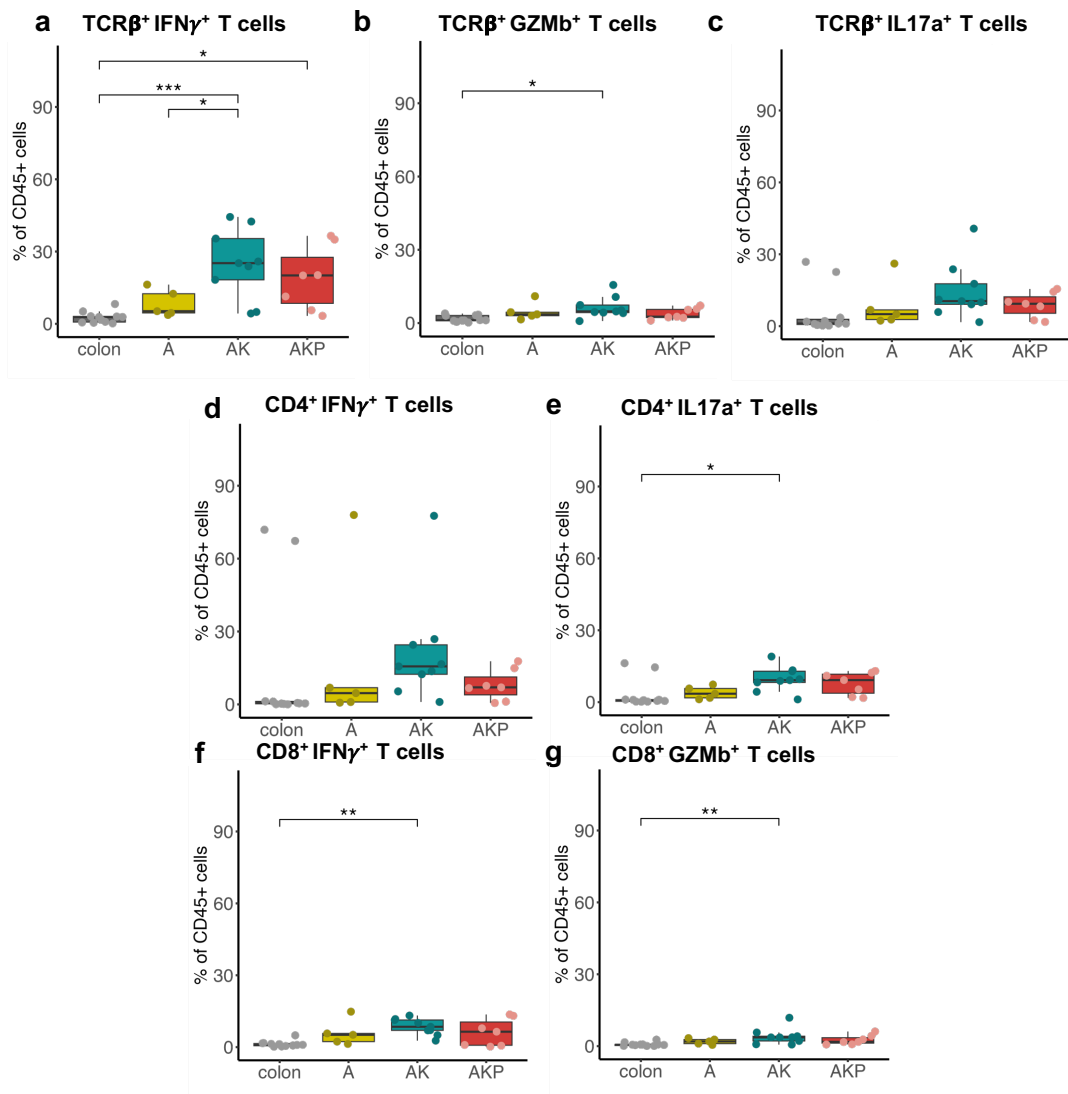 a TCRβ⁺ IFNγ⁺ T cells
b TCRβ⁺ GZMb⁺ T cells
c TCRβ⁺ IL17a⁺ T cells
% of CD45+ cells
90
60
30
0
*
***
*
colon A AK AKP
% of CD45+ cells
90
60
30
0
*
colon A AK AKP
% of CD45+ cells
90
60
30
0
colon A AK AKP
d CD4⁺ IFNγ⁺ T cells
e CD4⁺ IL17a⁺ T cells
% of CD45+ cells
90
60
30
0
colon A AK AKP
% of CD45+ cells
90
60
30
0
*
colon A AK AKP
f CD8⁺ IFNγ⁺ T cells
g CD8⁺ GZMb⁺ T cells
% of CD45+ cells
90
60
30
0
**
colon A AK AKP
% of CD45+ cells
90
60
30
0
**
colon A AK AKP